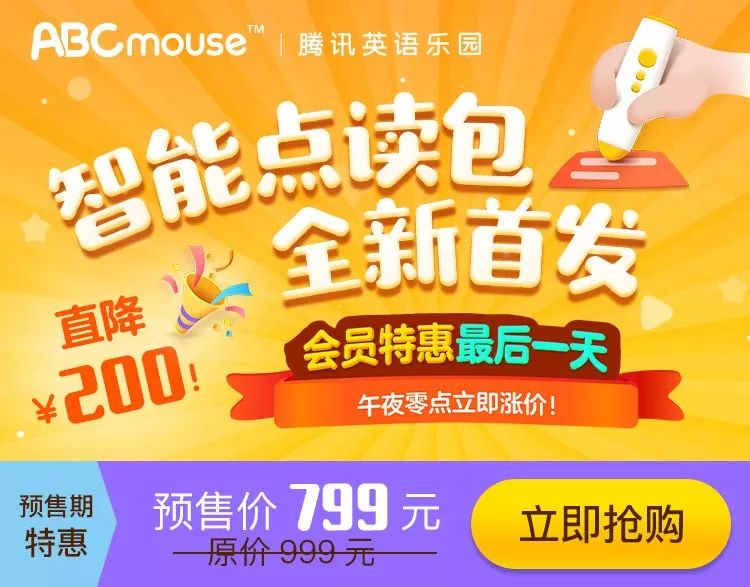 ABCmouse™ | 腾讯英语乐园
智能点读包
全新首发
直降
¥200!
会员特惠最后一天
午夜零点立即涨价!
预售期
特惠
预售价 799 元
原价 999 元
立即抢购